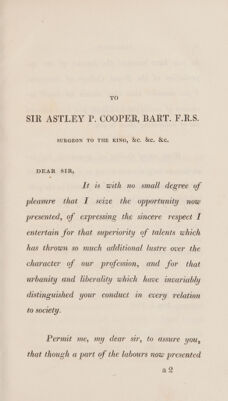 TO
SIR ASTLEY P. COOPER, BART. F.R.S.
SURGEON TO THE KING, &c. &c. &c.
DEAR SIR,
It is with no small degree of
pleasure that I seize the opportunity now
presented, of expressing the sincere respect I
entertain for that superiority of talents which
has thrown so much additional lustre over the
character of our profession, and for that
urbanity and liberality which have invariably
distinguished your conduct in every relation
to society.
Permit me, my dear sir, to assure you,
that though a part of the labours now presented
a 2